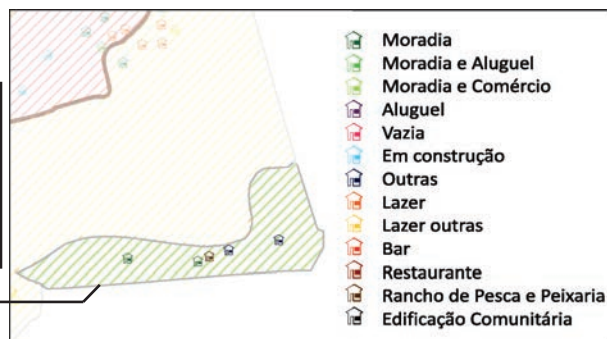 Moradia
Moradia e Aluguel
Moradia e Comércio
Aluguel
Vazia
Em construção
Outras
Lazer
Lazer outras
Bar
Restaurante
Rancho de Pesca e Peixaria
Edificação Comunitária